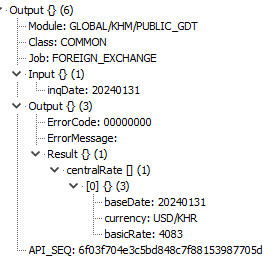 Output {} (6)
Module: GLOBAL/KHM/PUBLIC_GDT
Class: COMMON
Job: FOREIGN_EXCHANGE
Input {} (1)
inqDate: 20240131
Output {} (3)
ErrorCode: 00000000
ErrorMessage:
Result {} (1)
centralRate [] (1)
[0] {} (3)
baseDate: 20240131
currency: USD/KHR
basicRate: 4083
API_SEQ: 6f03f704e3c5bd848c7f88153987705d